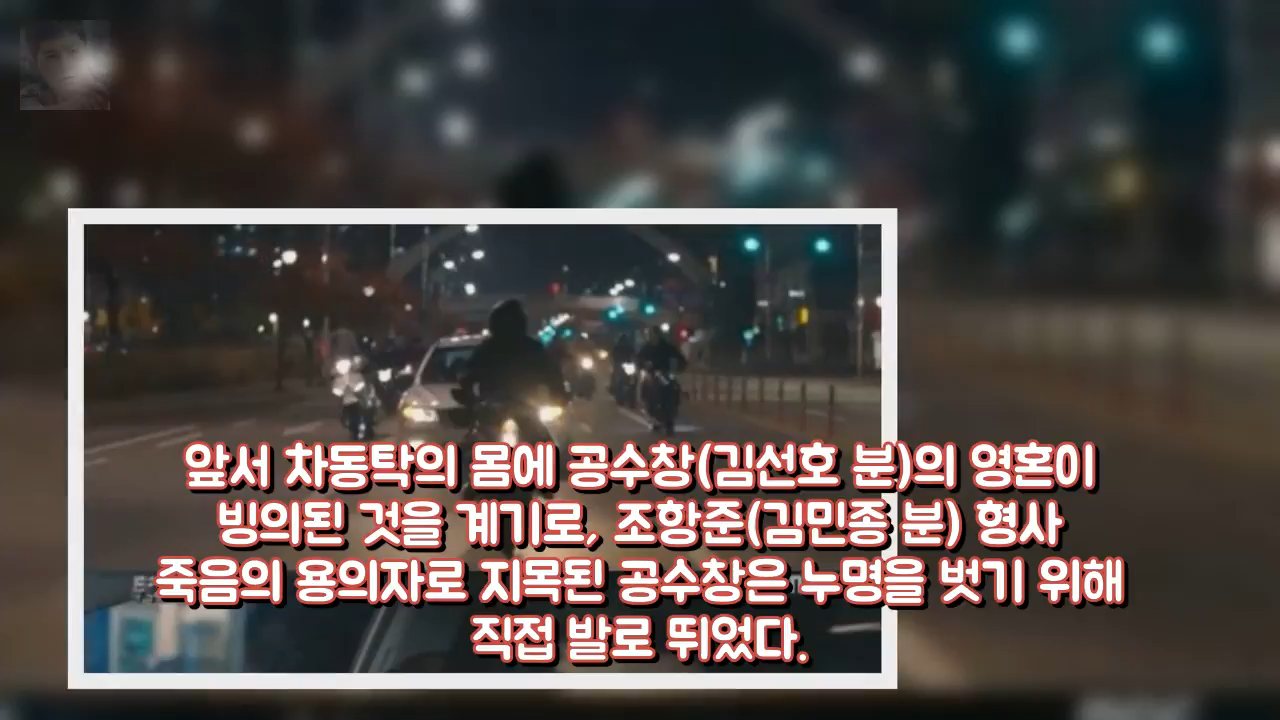 앞서 차동탁의 몸에 공수창(김선호 분)의 영혼이
빙의된 것을 계기로, 조항준(김민종 분) 형사
죽음의 용의자로 지목된 공수창은 누명을 벗기 위해
직접 발로 뛰었다.